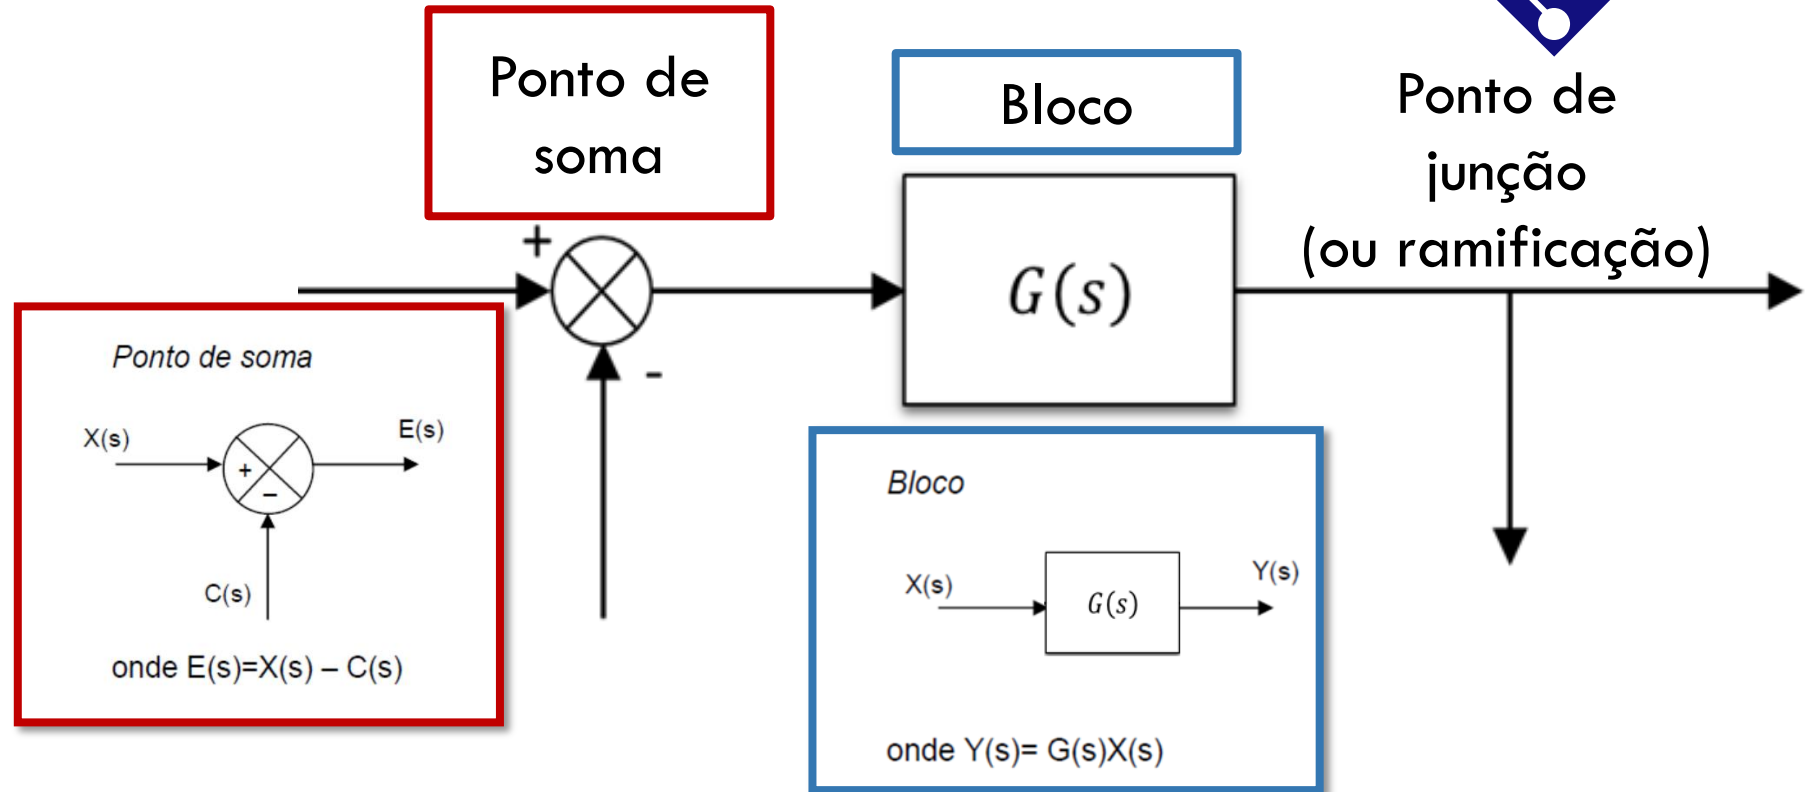 Ponto de
soma
Bloco
Ponto de
junção
(ou ramificação)
+
-
G(s)
Ponto de soma
X(s)
E(s)
+
−
C(s)
onde E(s)=X(s) – C(s)
Bloco
X(s)
G(s)
Y(s)
onde Y(s)= G(s)X(s)